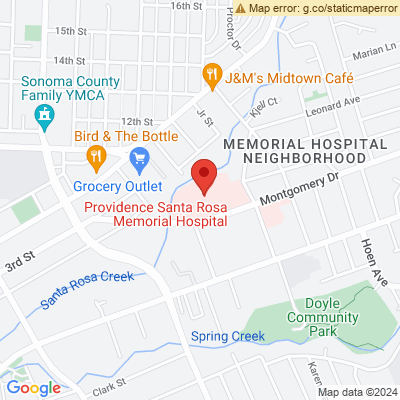 Map error: g.co/staticmaperror
16th St
15th St
Proctor Dr
14th St
Marian Ln
J&M's Midtown Café
Sonoma County
Family YMCA
Kjell Ct
Leonard Ave
Jr St
12th St
Bird & The Bottle
MEMORIAL HOSPITAL
NEIGHBORHOOD
Grocery Outlet
Montgomery Dr
Providence Santa Rosa
Memorial Hospital
3rd St
Hoen Ave
Santa Rosa Creek
Doyle
Community
Park
Spring Creek
Clark St
Karen
Google
Map data ©2024